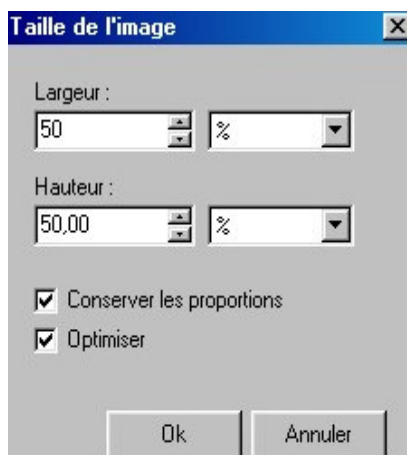 Taille de l'image
Largeur :
50 %
Hauteur :
50,00 %
Conserver les proportions
Optimiser
Ok Annuler